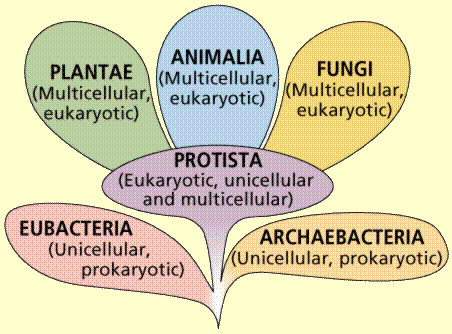 PLANTAE
(Multicellular,
eukaryotic)
ANIMALIA
(Multicellular,
eukaryotic)
FUNGI
(Multicellular,
eukaryotic)
PROTISTA
(Eukaryotic, unicellular
and multicellular)
EUBACTERIA
(Unicellular,
prokaryotic)
ARCHAEBACTERIA
(Unicellular, prokaryotic)